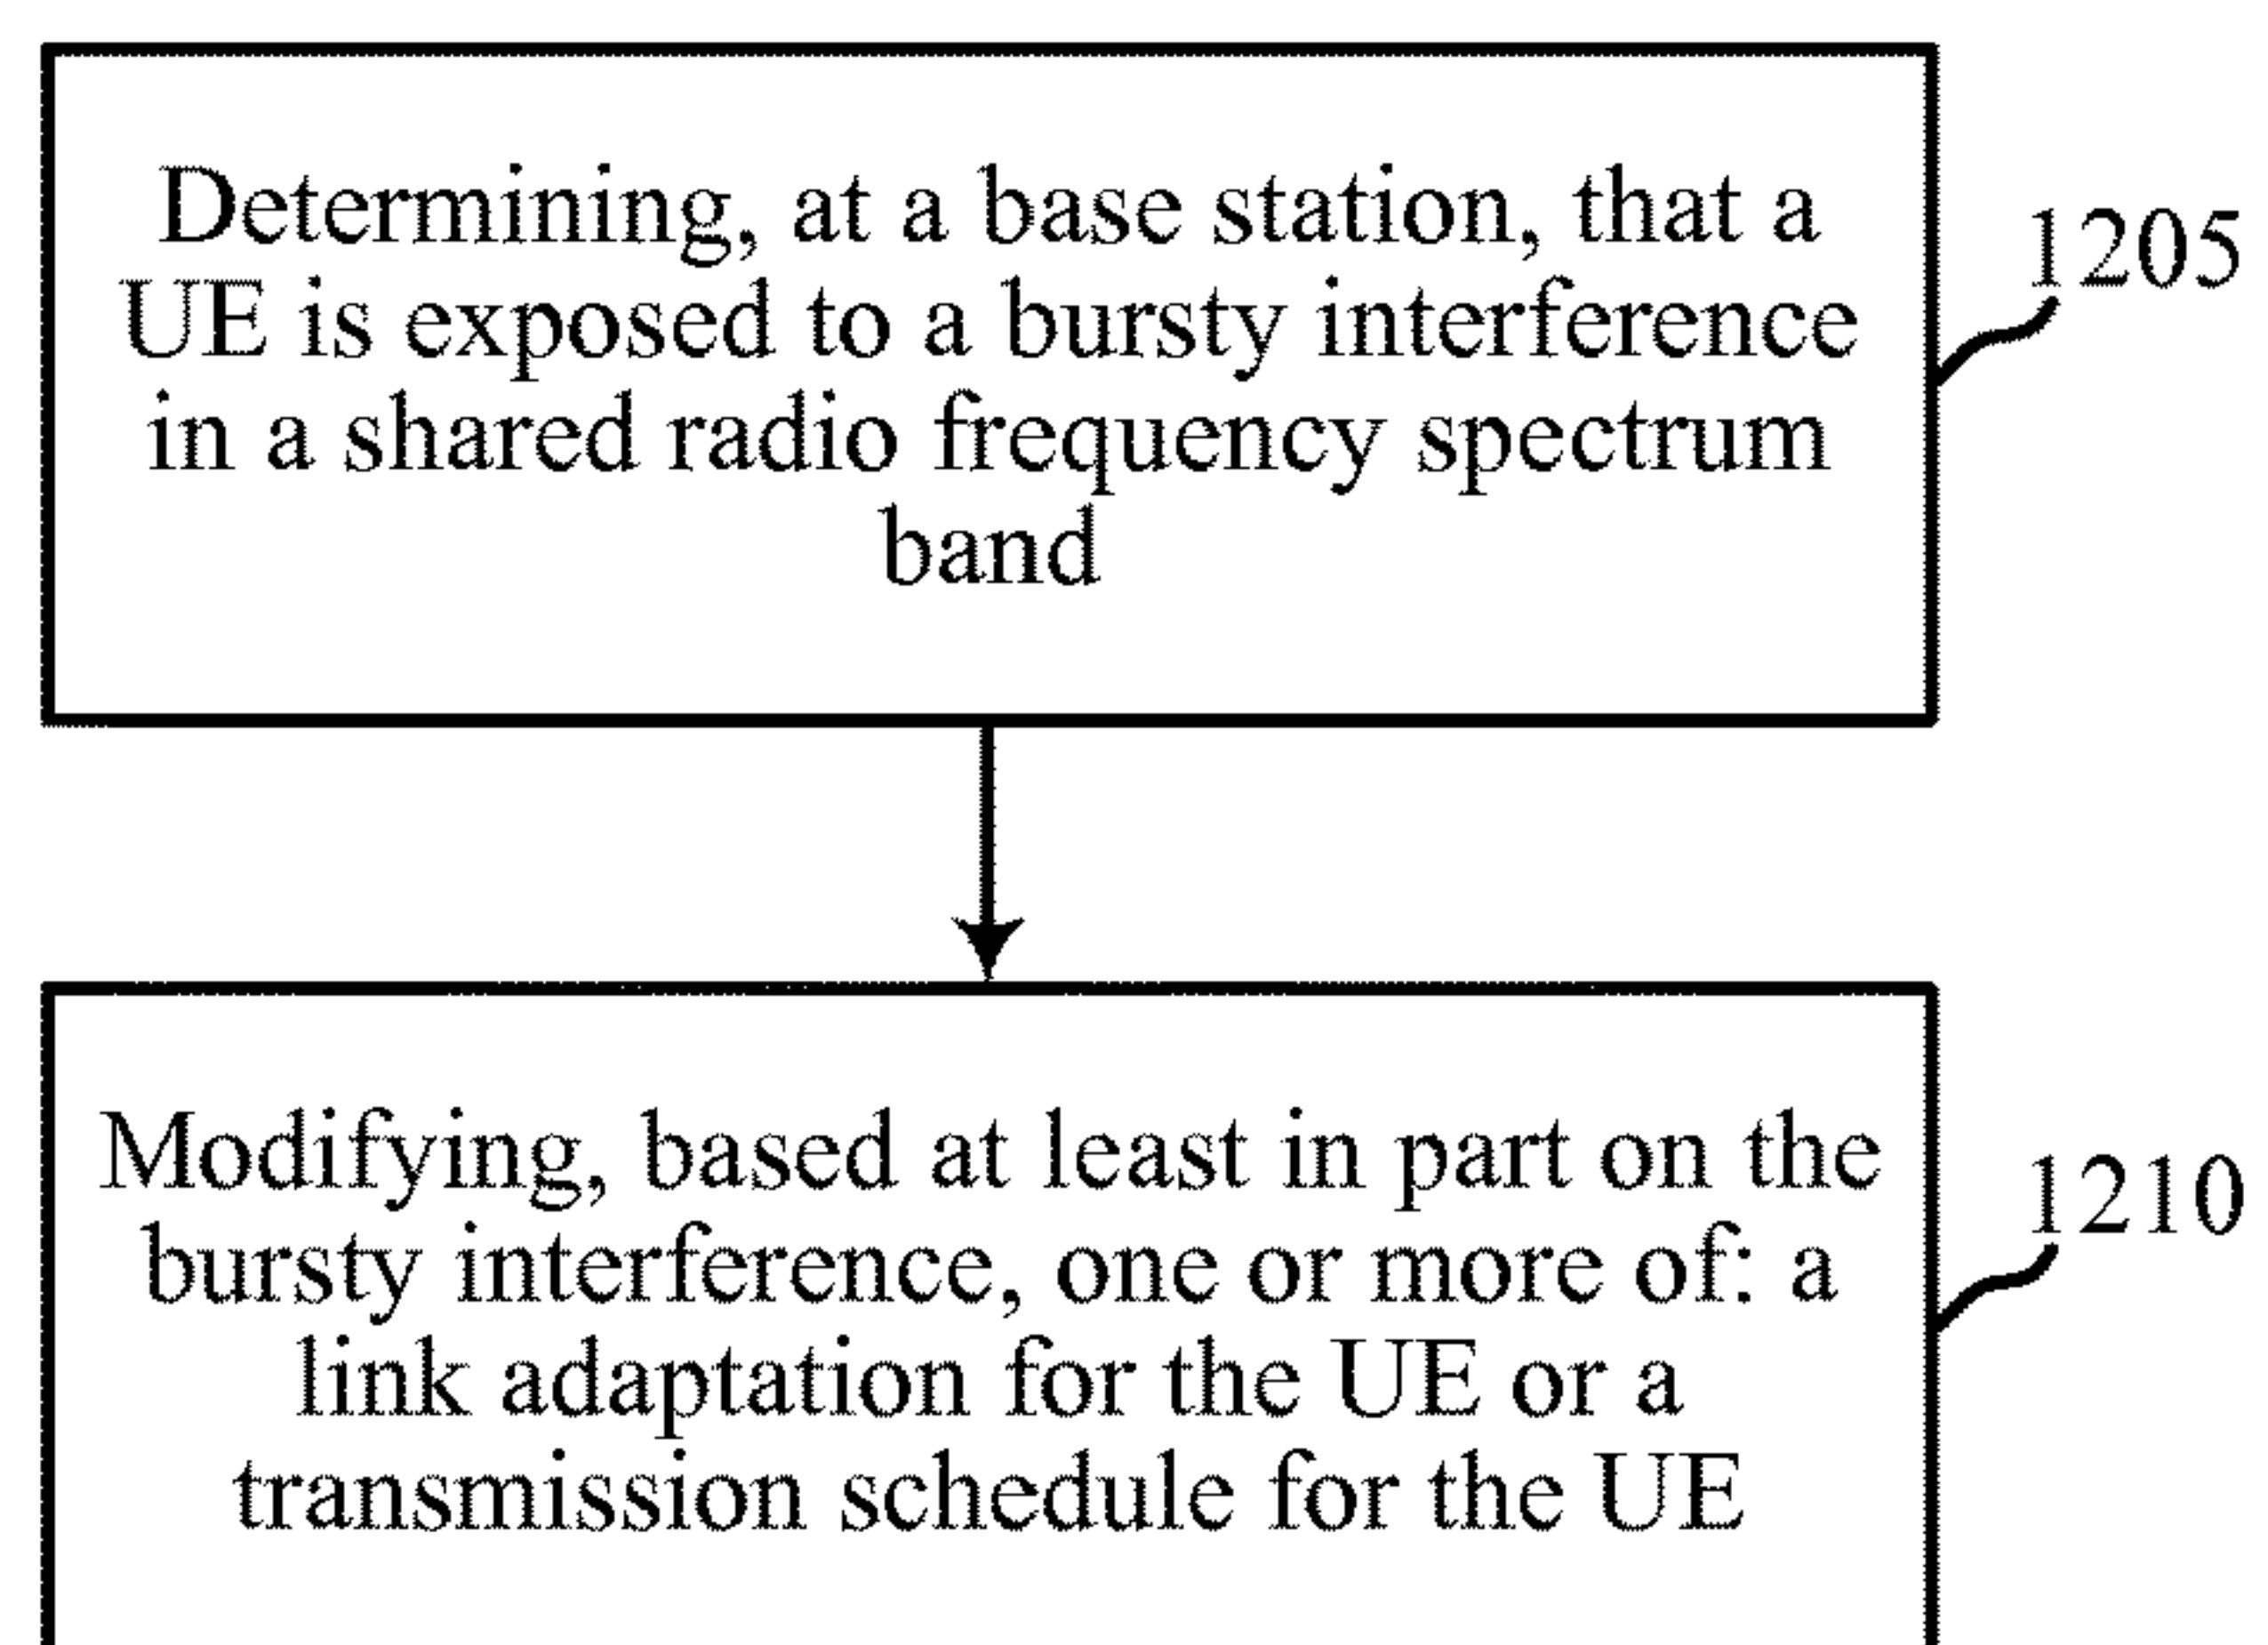 Determining, at a base station, that a
UE is exposed to a bursty interference
in a shared radio frequency spectrum
band
1205
Modifying, based at least in part on the
bursty interference, one or more of: a
link adaptation for the UE or a
transmission schedule for the UE
1210